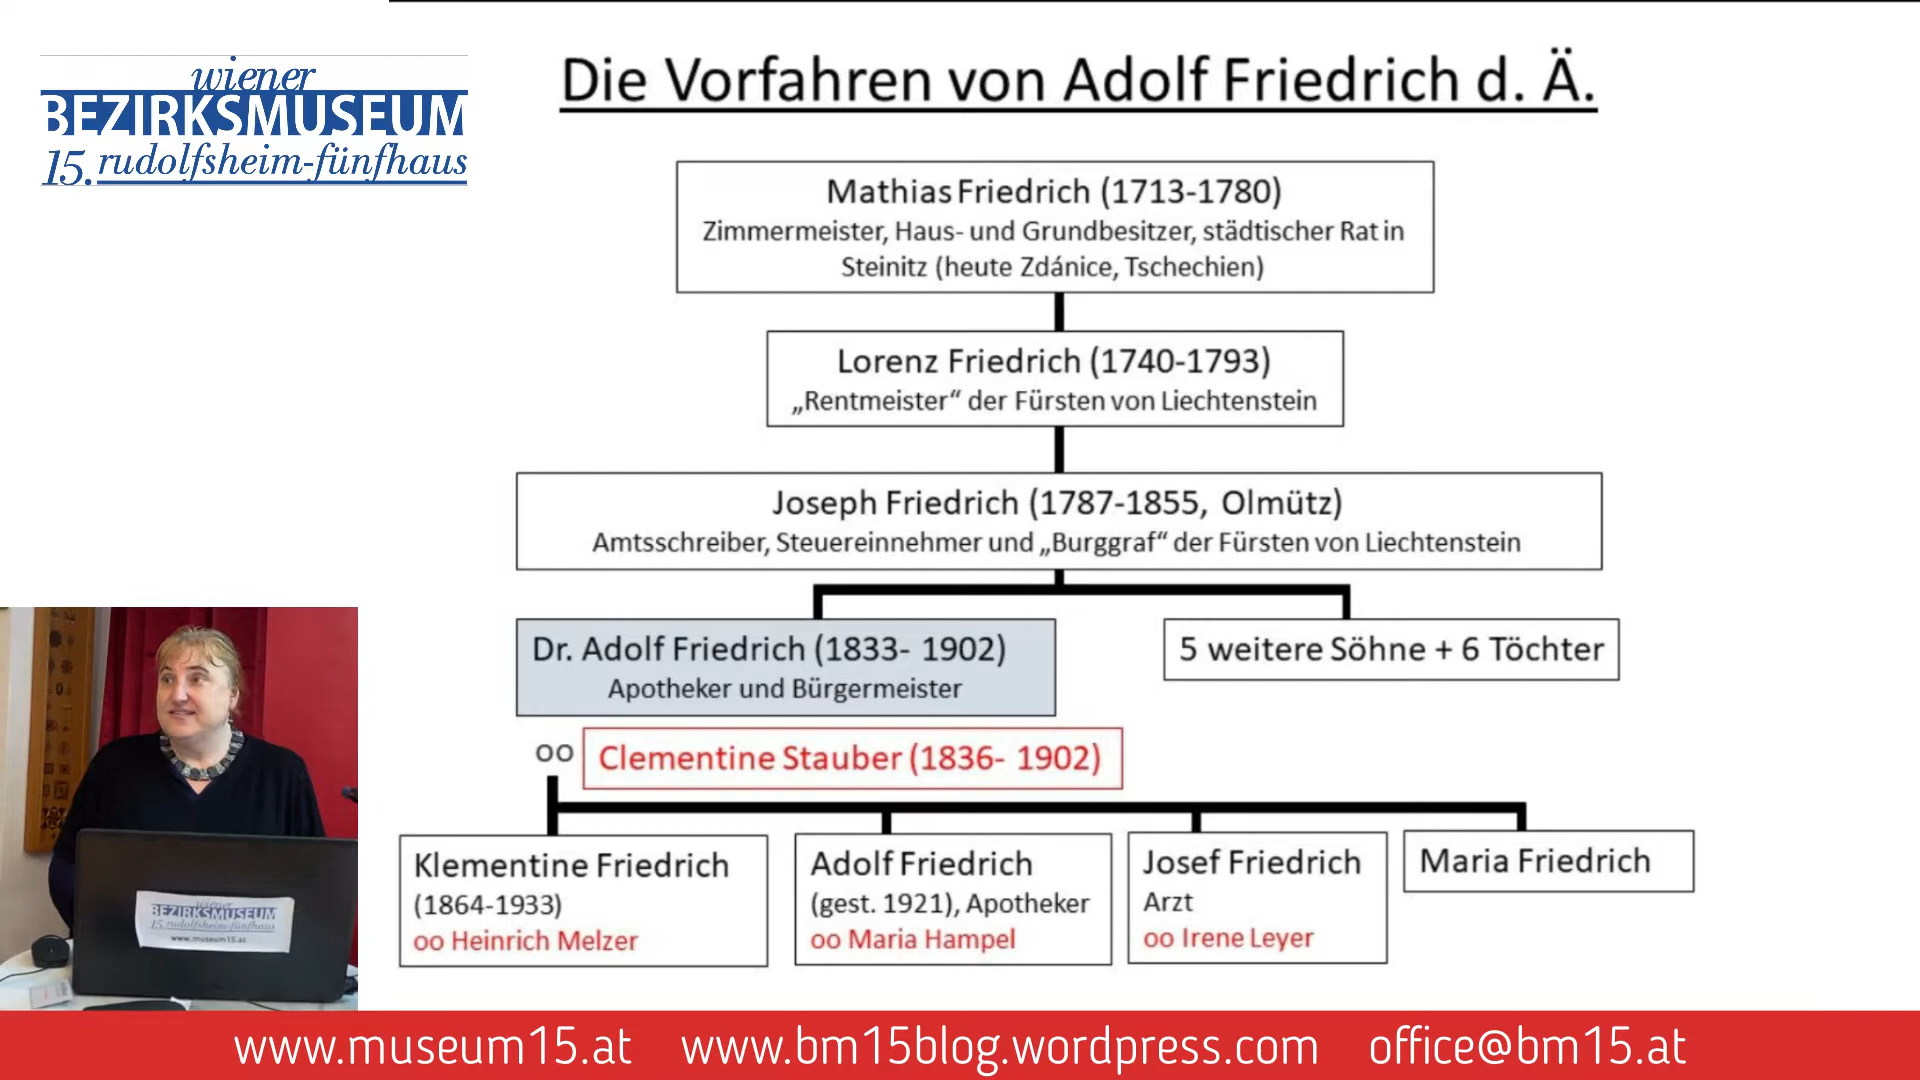 wiener
BEZIRKSMUSEUM
15. rudolfsheim-fünfhaus
Die Vorfahren von Adolf Friedrich d. Ä.
Mathias Friedrich (1713-1780)
Zimmermeister, Haus- und Grundbesitzer, städtischer Rat in
Steinitz (heute Zdánice, Tschechien)
Lorenz Friedrich (1740-1793)
„Rentmeister“ der Fürsten von Liechtenstein
Joseph Friedrich (1787-1855, Olmütz)
Amtsschreiber, Steuereinnehmer und „Burggraf“ der Fürsten von Liechtenstein
Dr. Adolf Friedrich (1833- 1902)
Apotheker und Bürgermeister
5 weitere Söhne + 6 Töchter
oo Clementine Stauber (1836- 1902)
Klementine Friedrich
(1864-1933)
oo Heinrich Melzer
Adolf Friedrich
(gest. 1921), Apotheker
oo Maria Hampel
Josef Friedrich
Arzt
oo Irene Leyer
Maria Friedrich
wiener
BEZIRKSMUSEUM
15. rudolfsheim-fünfhaus
www.museum15.at
www.museum15.at www.bm15blog.wordpress.com office@bm15.at